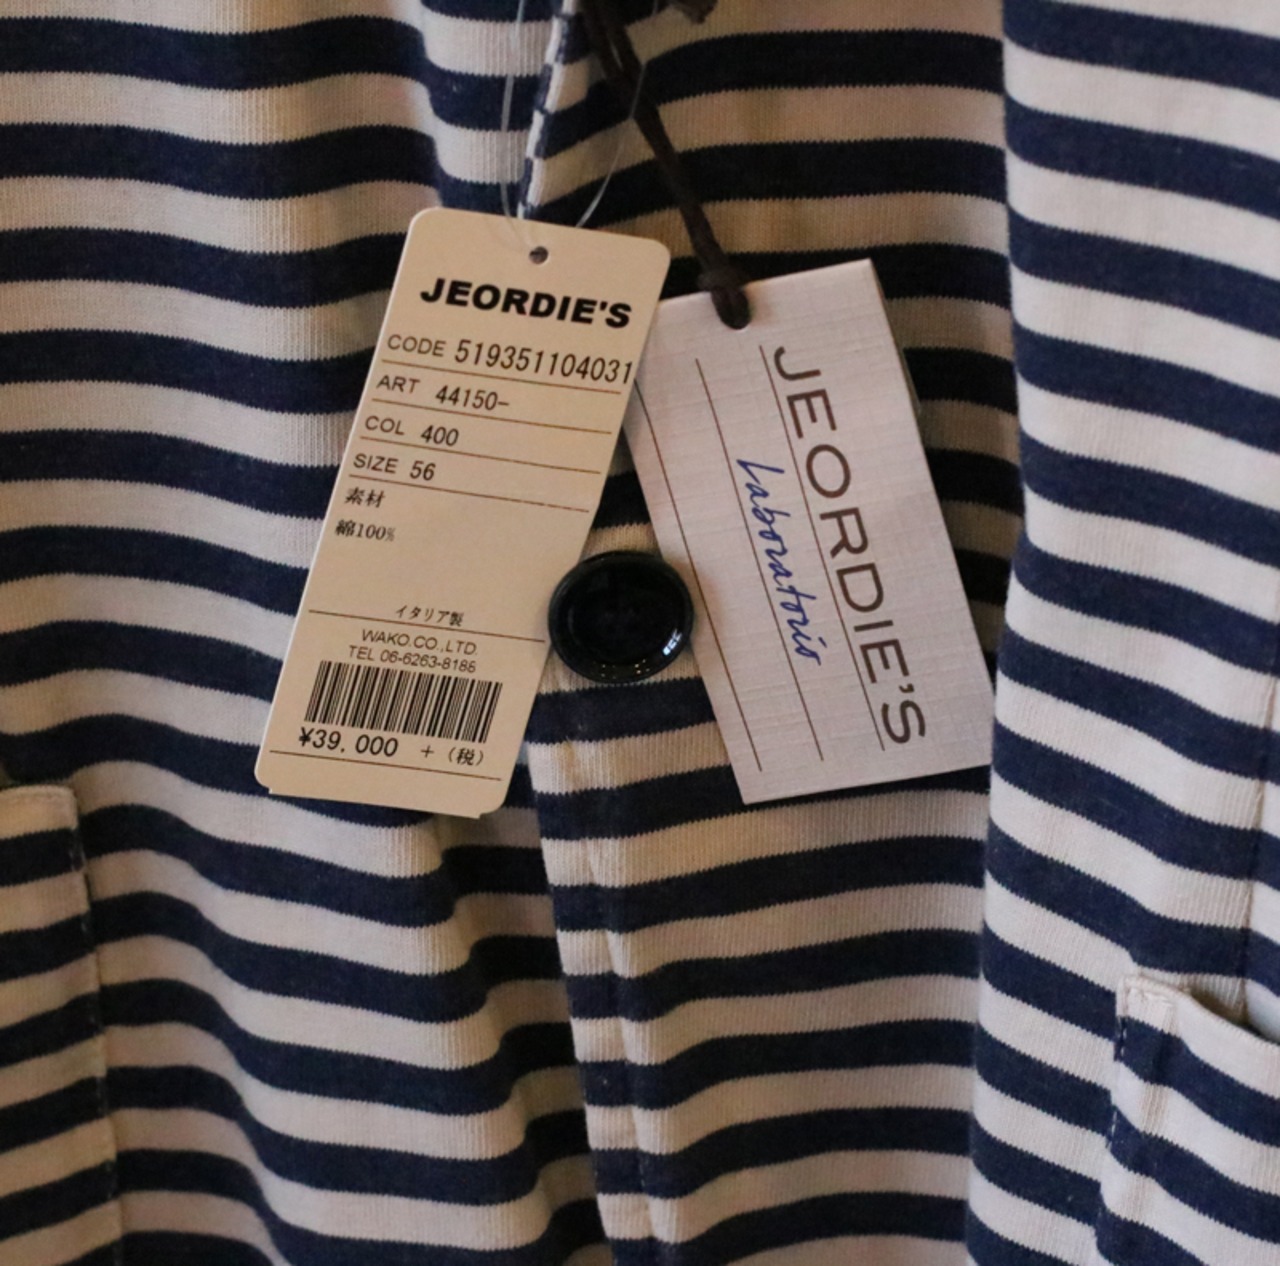 JEORDIE'S
CODE 519351104031
ART 44150-
COL 400
SIZE 56
素材
綿100%
イタリア製
WAKO.CO.,LTD.
TEL 06-6263-8188
¥39,000 + (税)
JEORDIE'S
Laboratorio